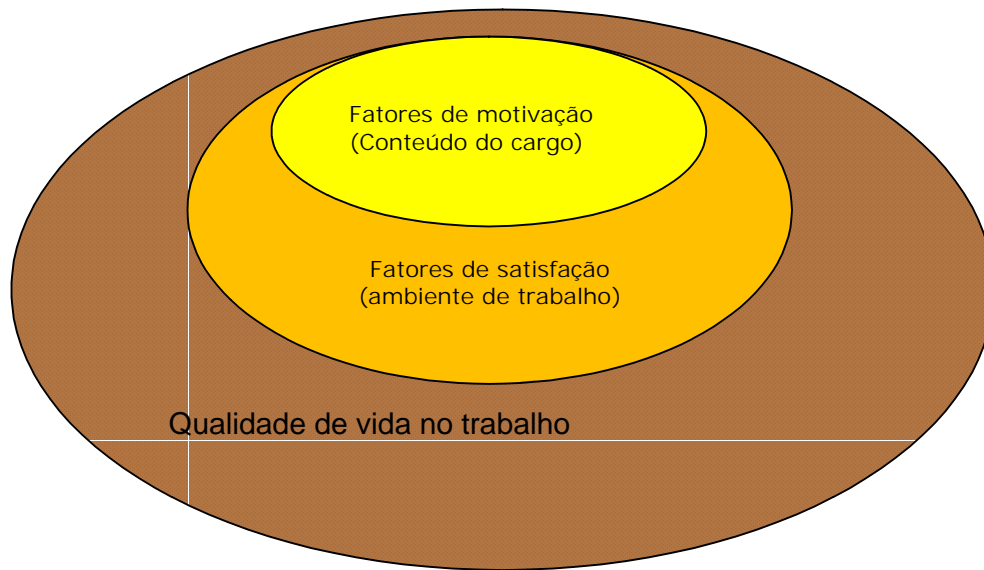 Fatores de motivação
(Conteúdo do cargo)
Fatores de satisfação
(ambiente de trabalho)
Qualidade de vida no trabalho